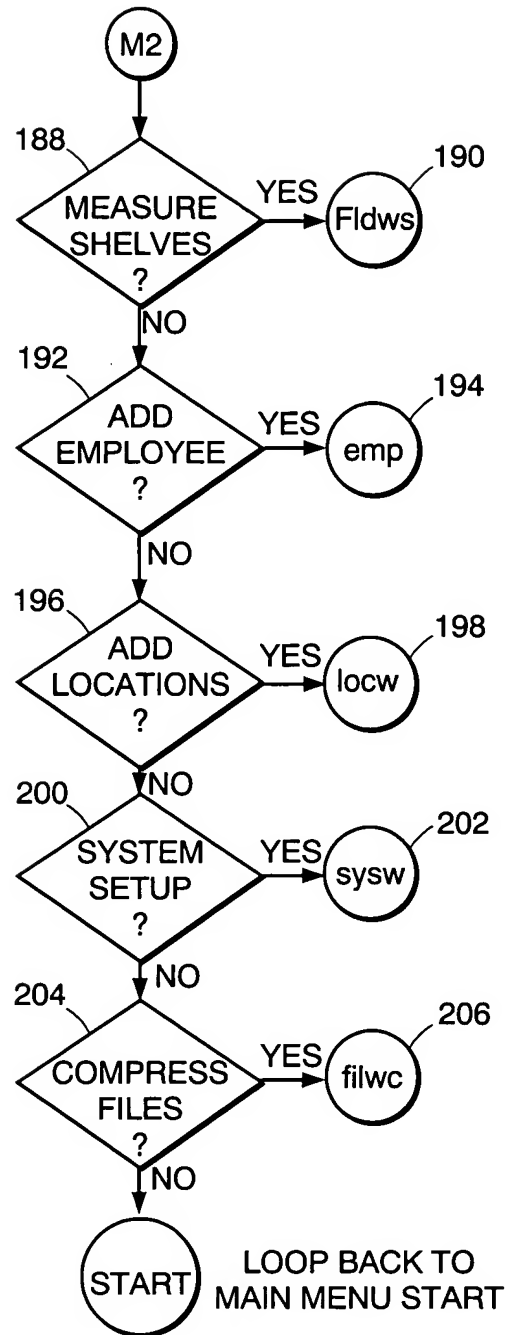 M2
188
MEASURE
SHELVES
?
YES
190
Fldws
NO
192
ADD
EMPLOYEE
?
YES
194
emp
NO
196
ADD
LOCATIONS
?
YES
198
locw
NO
200
SYSTEM
SETUP
?
YES
202
sysw
NO
204
COMPRESS
FILES
?
YES
206
filwc
NO
START
LOOP BACK TO
MAIN MENU START